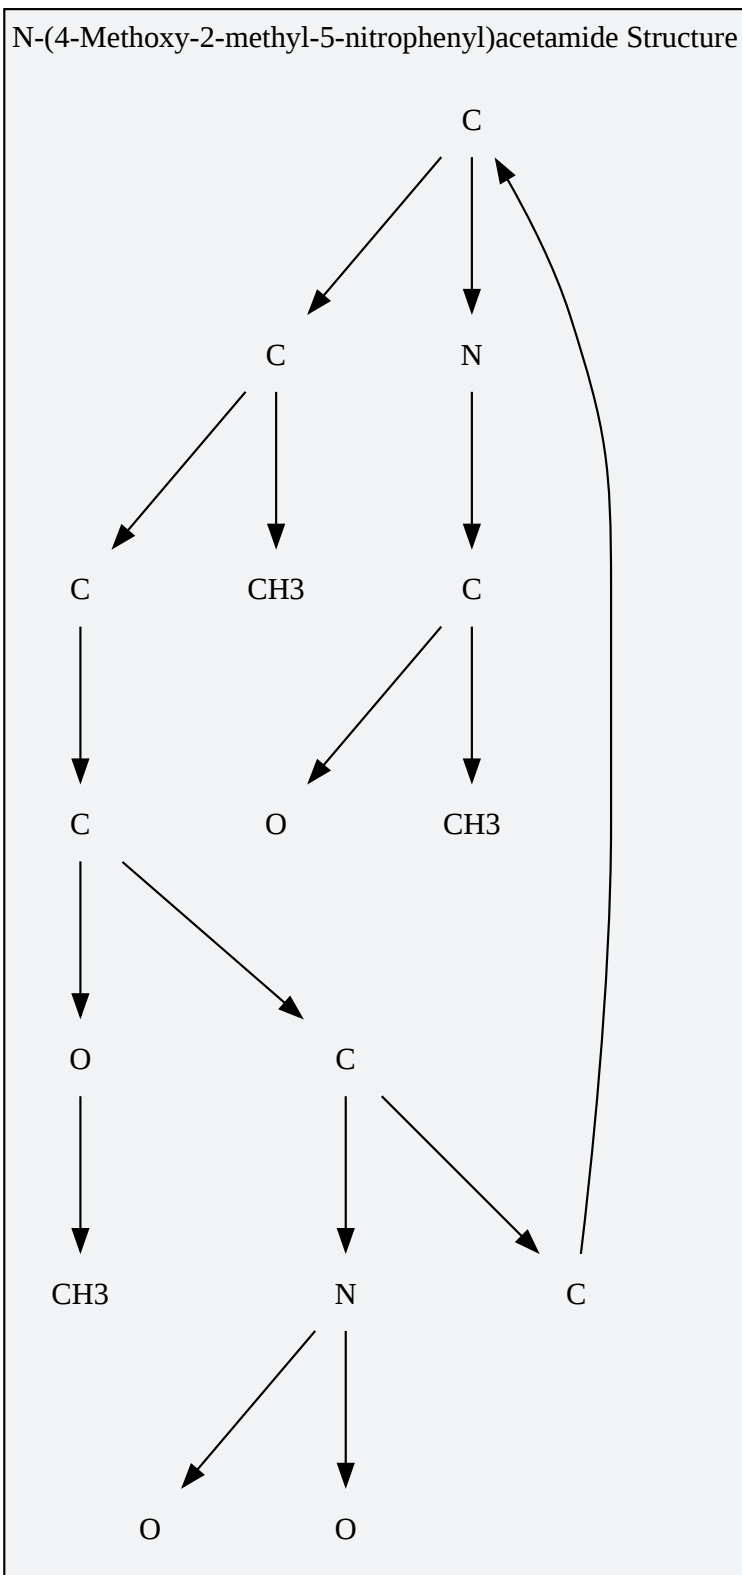 N-(4-Methoxy-2-methyl-5-nitrophenyl)acetamide Structure
C
C N
C CH3 C
C O CH3
O C
CH3 N C
O O